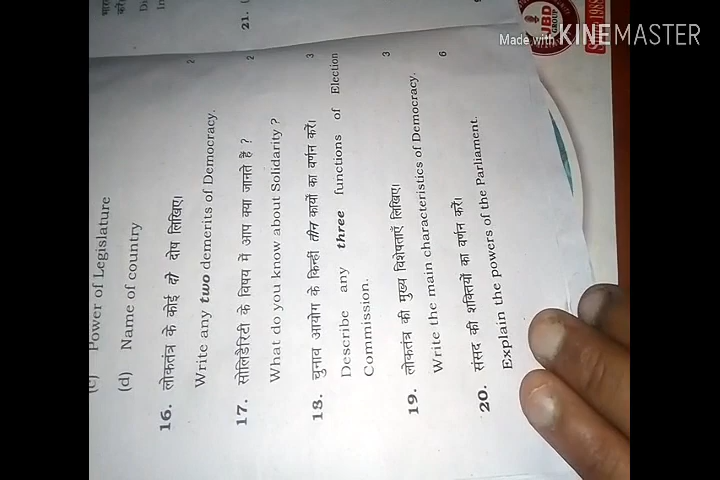 (c) Power of Legislature
(d) Name of country
16. लोकतंत्र के कोई दो दोष लिखिए। 2
Write any two demerits of Democracy.
17. सोलिडैरिटी के विषय में आप क्या जानते हैं ? 2
What do you know about Solidarity ?
18. चुनाव आयोग के किन्हीं तीन कार्यों का वर्णन करें। 3
Describe any three functions of Election
Commission.
19. लोकतंत्र की मुख्य विशेषताएँ लिखिए। 3
Write the main characteristics of Democracy.
20. संसद की शक्तियों का वर्णन करें। 6
Explain the powers of the Parliament.
21.
JBD
GROUP
Made with KINEMASTER